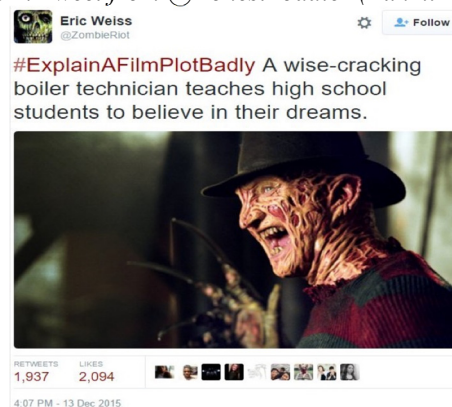 Eric Weiss
@ZombieRiot
Follow
#ExplainAFilmPlotBadly A wise-cracking
boiler technician teaches high school
students to believe in their dreams.
RETWEETS LIKES
1,937 2,094
4:07 PM - 13 Dec 2015